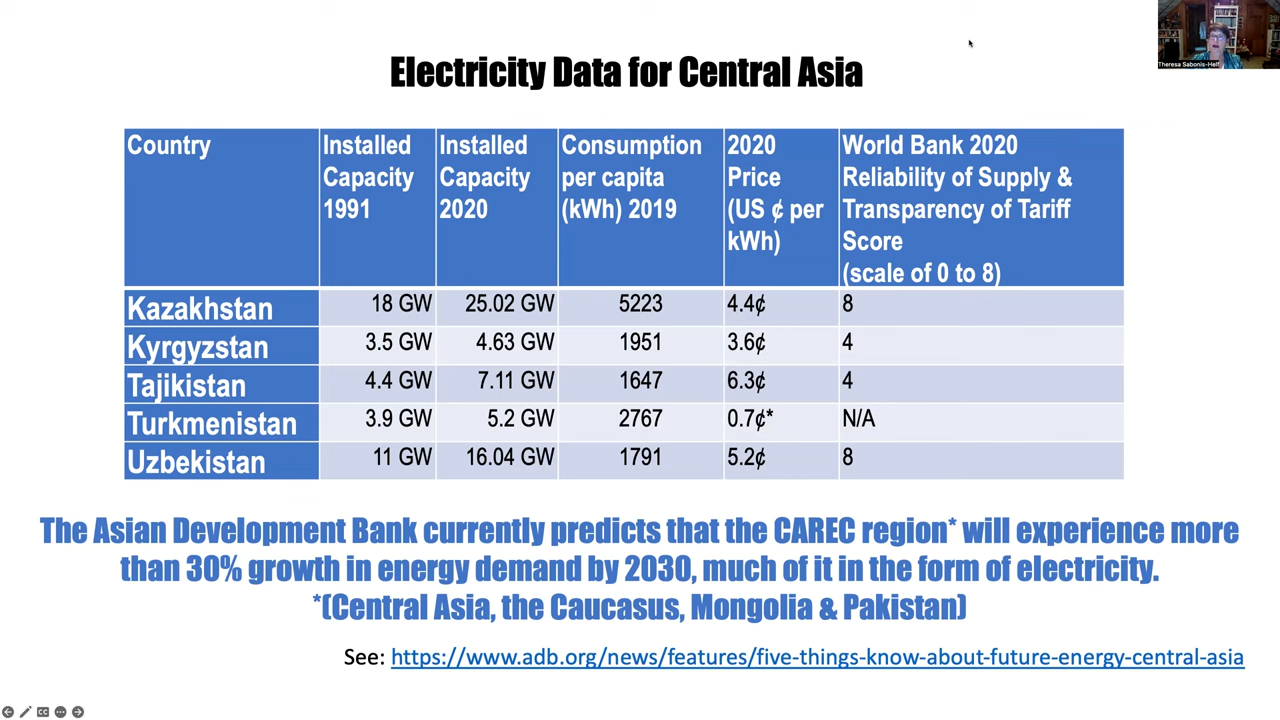 Theresa Sabonis-Helf
Electricity Data for Central Asia
Country
Installed Capacity 1991
Installed Capacity 2020
Consumption per capita (kWh) 2019
2020 Price (US ¢ per kWh)
World Bank 2020 Reliability of Supply & Transparency of Tariff Score (scale of 0 to 8)
Kazakhstan 18 GW 25.02 GW 5223 4.4¢ 8
Kyrgyzstan 3.5 GW 4.63 GW 1951 3.6¢ 4
Tajikistan 4.4 GW 7.11 GW 1647 6.3¢ 4
Turkmenistan 3.9 GW 5.2 GW 2767 0.7¢* N/A
Uzbekistan 11 GW 16.04 GW 1791 5.2¢ 8
The Asian Development Bank currently predicts that the CAREC region* will experience more
than 30% growth in energy demand by 2030, much of it in the form of electricity.
*(Central Asia, the Caucasus, Mongolia & Pakistan)
See: https://www.adb.org/news/features/five-things-know-about-future-energy-central-asia
CC